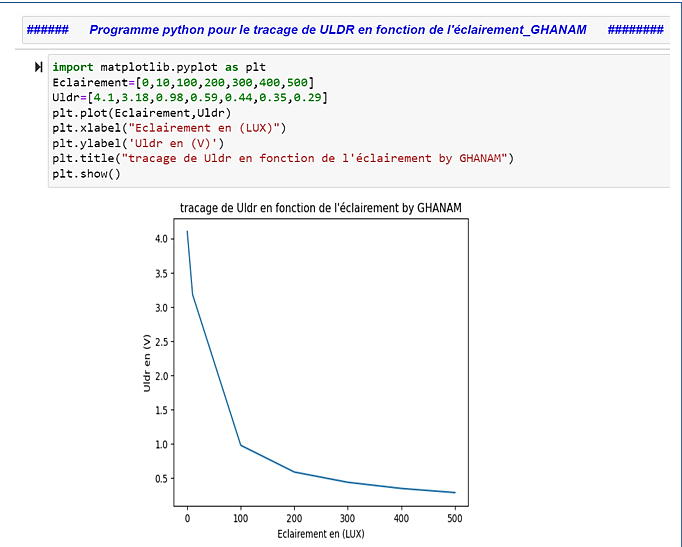 ###### Programme python pour le tracage de ULDR en fonction de l'éclairement_GHANAM ########
import matplotlib.pyplot as plt
Eclairement=[0,10,100,200,300,400,500]
Uldr=[4.1,3.18,0.98,0.59,0.44,0.35,0.29]
plt.plot(Eclairement,Uldr)
plt.xlabel("Eclairement en (LUX)")
plt.ylabel('Uldr en (V)')
plt.title("tracage de Uldr en fonction de l'éclairement by GHANAM")
plt.show()
tracage de Uldr en fonction de l'éclairement by GHANAM
4.0
3.5
3.0
2.5
2.0
1.5
1.0
0.5
Uldr en (V)
0 100 200 300 400 500
Eclairement en (LUX)